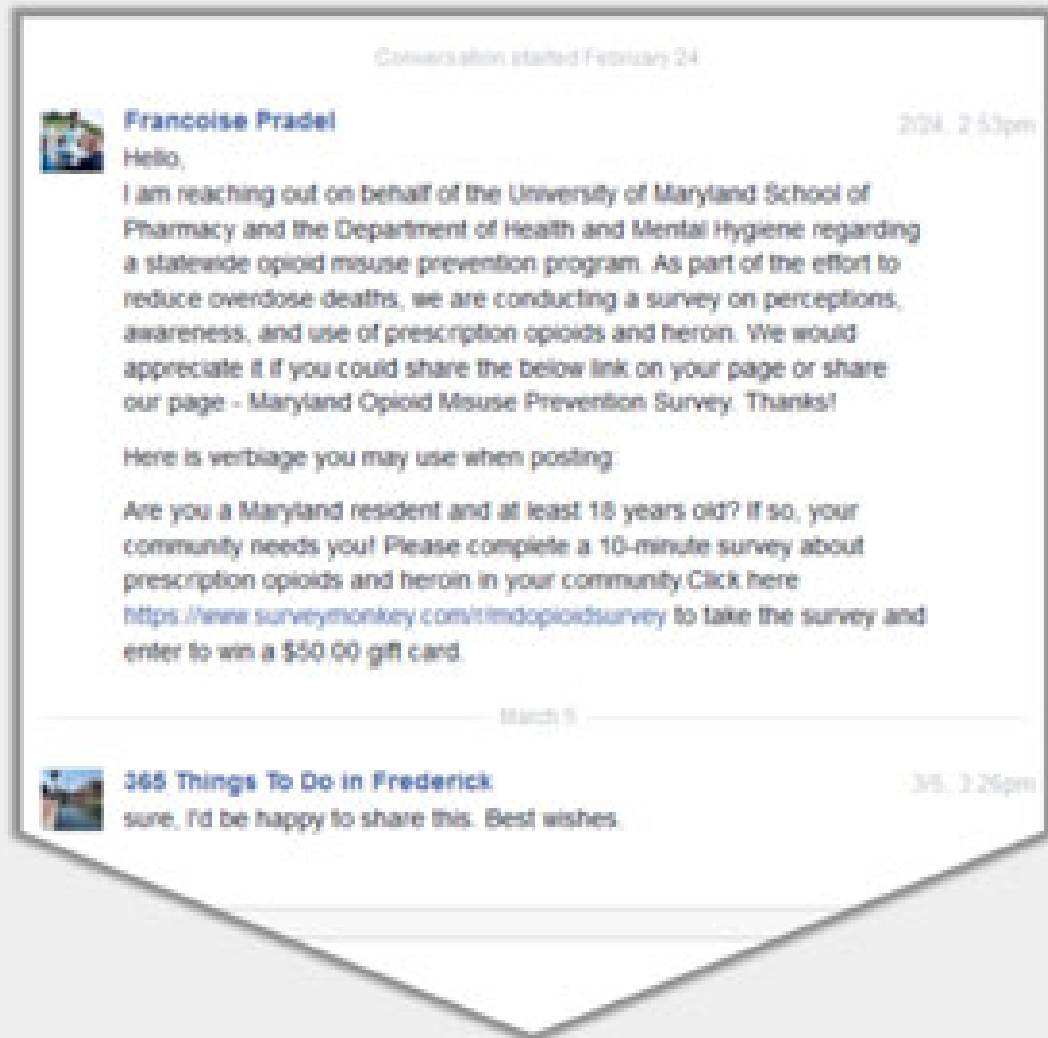 Conversation started February 24
Francoise Pradel
2/24, 2:53pm
Hello,
I am reaching out on behalf of the University of Maryland School of
Pharmacy and the Department of Health and Mental Hygiene regarding
a statewide opioid misuse prevention program. As part of the effort to
reduce overdose deaths, we are conducting a survey on perceptions,
awareness, and use of prescription opioids and heroin. We would
appreciate it if you could share the below link on your page or share
our page - Maryland Opioid Misuse Prevention Survey. Thanks!
Here is verbiage you may use when posting:
Are you a Maryland resident and at least 18 years old? If so, your
community needs you! Please complete a 10-minute survey about
prescription opioids and heroin in your community.Click here
https://www.surveymonkey.com/r/mdopioidsurvey to take the survey and
enter to win a $50.00 gift card.
March 5
365 Things To Do in Frederick
3/5, 3:26pm
sure, I'd be happy to share this. Best wishes.